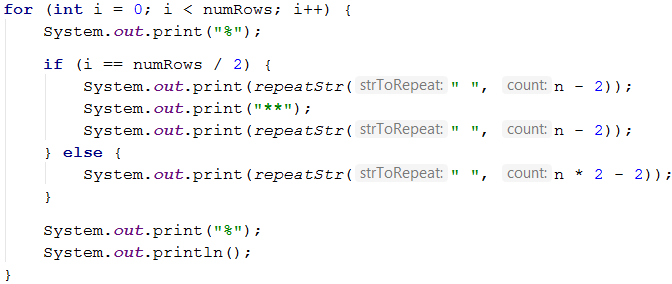 for (int i = 0; i < numRows; i++) {
    System.out.print("%");
    if (i == numRows / 2) {
        System.out.print(repeatStr( strToRepeat: " ", count: n - 2));
        System.out.print("**");
        System.out.print(repeatStr( strToRepeat: " ", count: n - 2));
    } else {
        System.out.print(repeatStr( strToRepeat: " ", count: n * 2 - 2));
    }
    System.out.print("%");
    System.out.println();
}